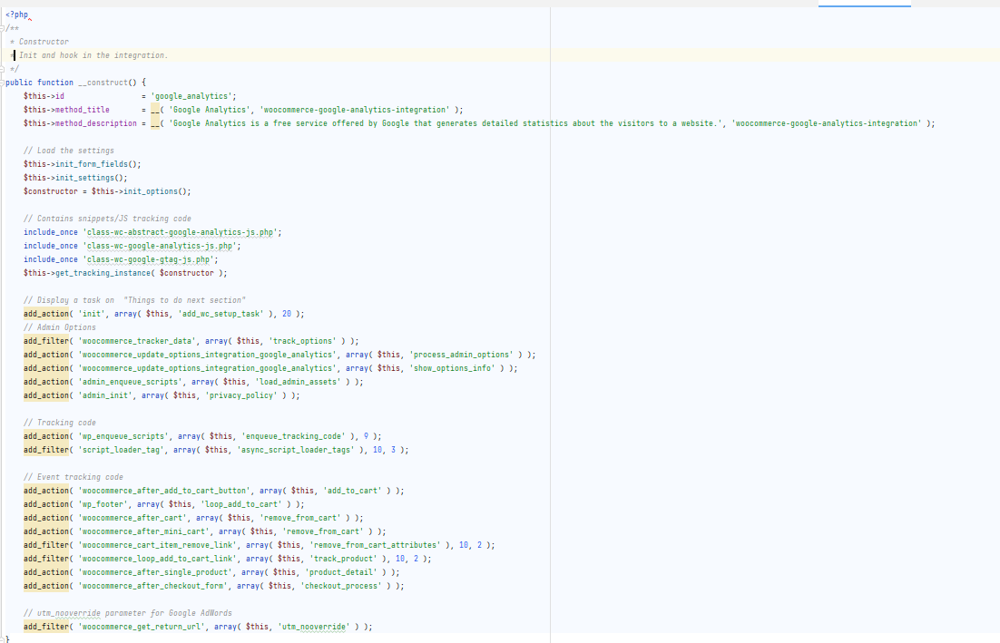 <?php
/**
 * Constructor
 * Init and hook in the integration.
 */
public function __construct() {
    $this->id                 = 'google_analytics';
    $this->method_title       = __( 'Google Analytics', 'woocommerce-google-analytics-integration' );
    $this->method_description = __( 'Google Analytics is a free service offered by Google that generates detailed statistics about the visitors to a website.', 'woocommerce-google-analytics-integration' );

    // Load the settings
    $this->init_form_fields();
    $this->init_settings();
    $constructor = $this->init_options();

    // Contains snippets/JS tracking code
    include_once 'class-wc-abstract-google-analytics-js.php';
    include_once 'class-wc-google-analytics-js.php';
    include_once 'class-wc-google-gtag-js.php';
    $this->get_tracking_instance( $constructor );

    // Display a task on  "Things to do next section"
    add_action( 'init', array( $this, 'add_wc_setup_task' ), 20 );
    // Admin Options
    add_filter( 'woocommerce_tracker_data', array( $this, 'track_options' ) );
    add_action( 'woocommerce_update_options_integration_google_analytics', array( $this, 'process_admin_options' ) );
    add_action( 'woocommerce_update_options_integration_google_analytics', array( $this, 'show_options_info' ) );
    add_action( 'admin_enqueue_scripts', array( $this, 'load_admin_assets' ) );
    add_action( 'admin_init', array( $this, 'privacy_policy' ) );

    // Tracking code
    add_action( 'wp_enqueue_scripts', array( $this, 'enqueue_tracking_code' ), 9 );
    add_filter( 'script_loader_tag', array( $this, 'async_script_loader_tags' ), 10, 3 );

    // Event tracking code
    add_action( 'woocommerce_after_add_to_cart_button', array( $this, 'add_to_cart' ) );
    add_action( 'wp_footer', array( $this, 'loop_add_to_cart' ) );
    add_action( 'woocommerce_after_cart', array( $this, 'remove_from_cart' ) );
    add_action( 'woocommerce_after_mini_cart', array( $this, 'remove_from_cart' ) );
    add_filter( 'woocommerce_cart_item_remove_link', array( $this, 'remove_from_cart_attributes' ), 10, 2 );
    add_filter( 'woocommerce_loop_add_to_cart_link', array( $this, 'track_product' ), 10, 2 );
    add_action( 'woocommerce_after_single_product', array( $this, 'product_detail' ) );
    add_action( 'woocommerce_after_checkout_form', array( $this, 'checkout_process' ) );

    // utm_nooverride parameter for Google AdWords
    add_filter( 'woocommerce_get_return_url', array( $this, 'utm_nooverride' ) );
}